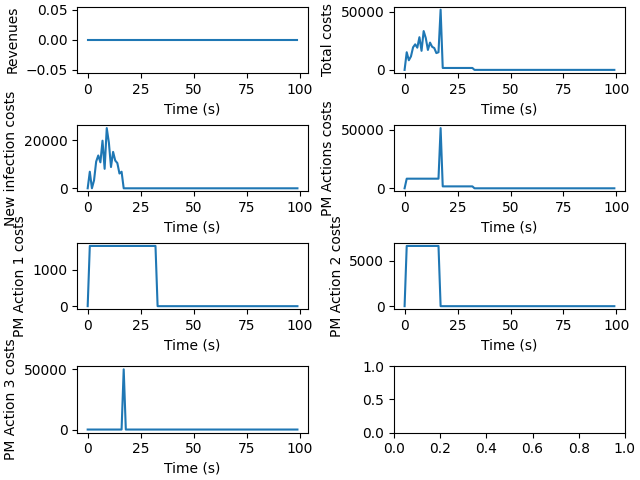 Revenues
0.05
0.00
−0.05
0 25 50 75 100
Time (s)
Total costs
50000
0
0 25 50 75 100
Time (s)
New infection costs
20000
0
0 25 50 75 100
Time (s)
PM Actions costs
50000
0
0 25 50 75 100
Time (s)
PM Action 1 costs
1000
0
0 25 50 75 100
Time (s)
PM Action 2 costs
5000
0
0 25 50 75 100
Time (s)
PM Action 3 costs
50000
0
0 25 50 75 100
Time (s)
1.0
0.5
0.0
0.0 0.2 0.4 0.6 0.8 1.0